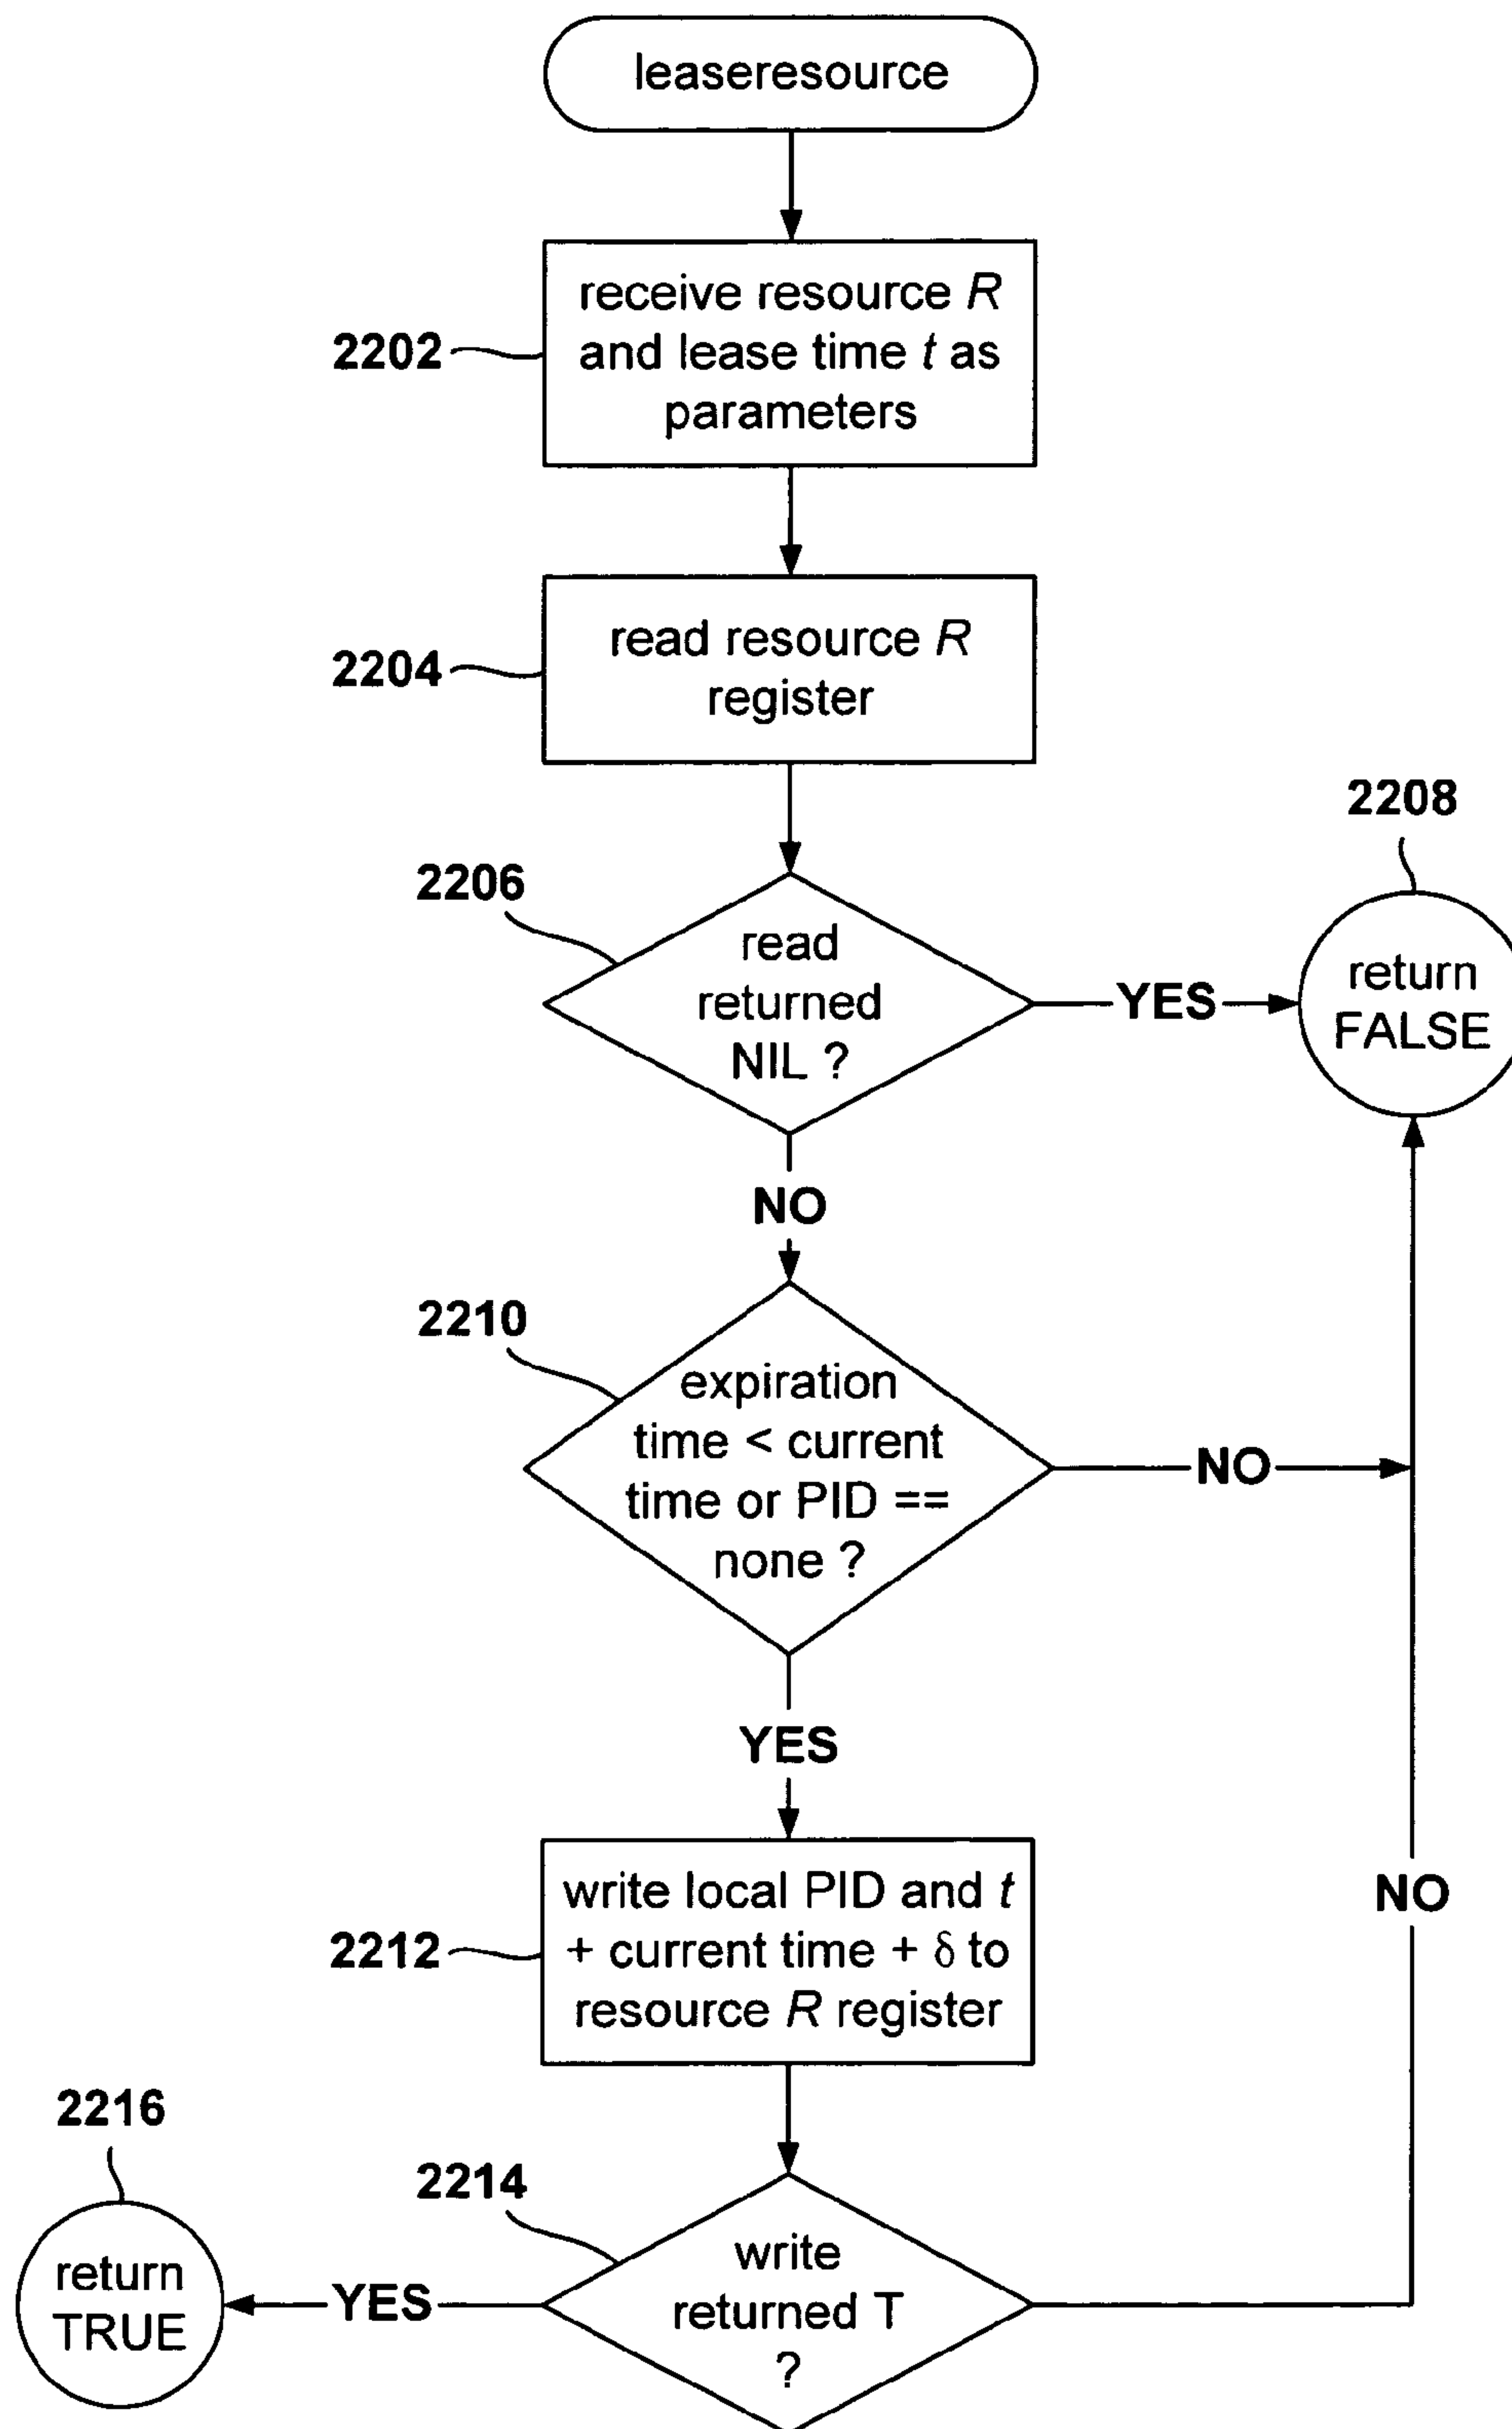 leaseresource
receive resource R
2202
and lease time t as
parameters
read resource R
2204
register
2208
2206
read
returned
NIL ?
YES
return
FALSE
NO
2210
expiration
time < current
time or PID ==
none ?
NO
YES
write local PID and t
2212
+ current time + δ to
resource R register
NO
2216
2214
write
returned T
?
YES
return
TRUE